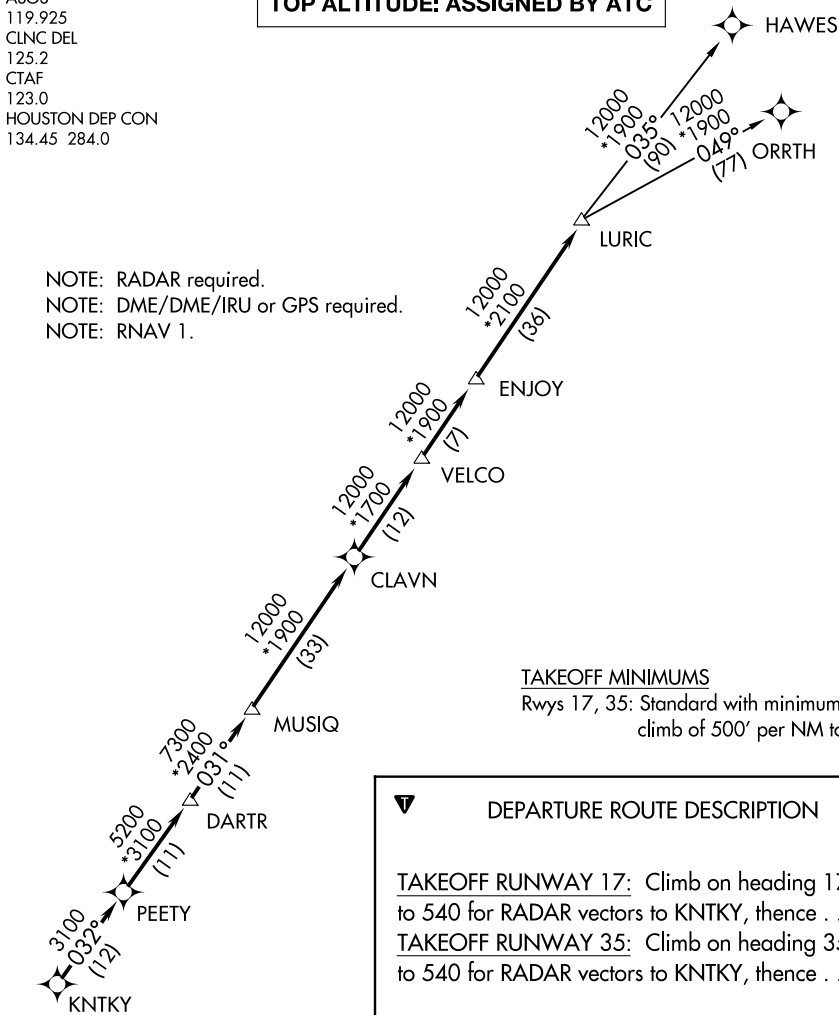 119.925
CLNC DEL
125.2
CTAF
123.0
HOUSTON DEP CON
134.45 284.0
TOP ALTITUDE: ASSIGNED BY ATC
HAWES
12000
*1900
035°
(90)
12000
*1900
049°
(77)
ORRTH
LURIC
NOTE: RADAR required.
NOTE: DME/DME/IRU or GPS required.
NOTE: RNAV 1.
12000
*2100
(36)
ENJOY
12000
*1900
(7)
VELCO
12000
*1700
(12)
CLAVN
12000
*1900
(33)
MUSIQ
TAKEOFF MINIMUMS
Rwys 17, 35: Standard with minimum
climb of 500' per NM to
7300
*2400
031°
(11)
DARTR
5200
*3100
(11)
PEETY
3100
032°
(12)
KNTKY
T
DEPARTURE ROUTE DESCRIPTION
TAKEOFF RUNWAY 17: Climb on heading 17
to 540 for RADAR vectors to KNTKY, thence . .
TAKEOFF RUNWAY 35: Climb on heading 35
to 540 for RADAR vectors to KNTKY, thence . .